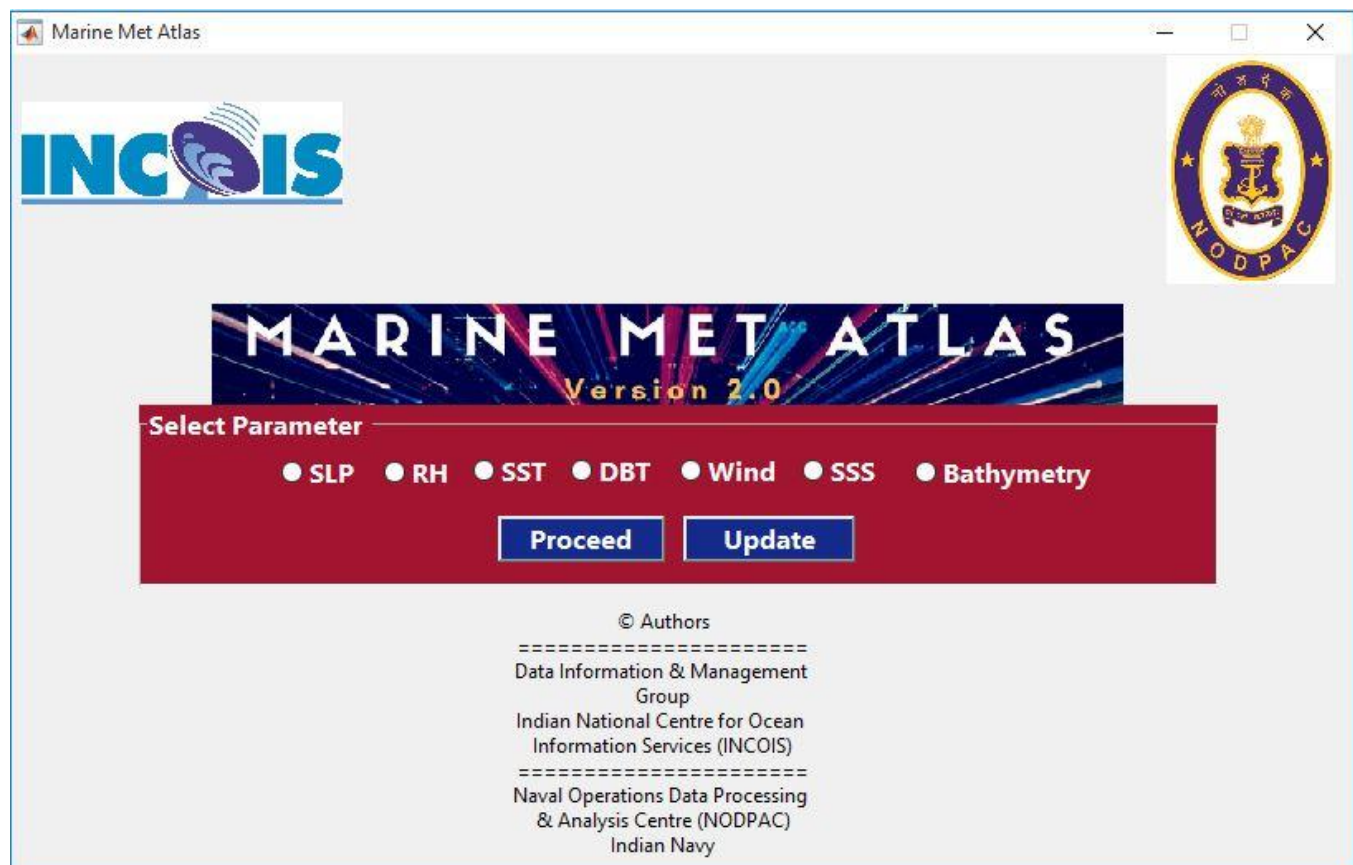 Marine Met Atlas
INCOIS
NODPAC
MARINE MET ATLAS
Version 2.0
Select Parameter
SLP RH SST DBT Wind SSS Bathymetry
Proceed Update
© Authors
======================
Data Information & Management
Group
Indian National Centre for Ocean
Information Services (INCOIS)
======================
Naval Operations Data Processing
& Analysis Centre (NODPAC)
Indian Navy